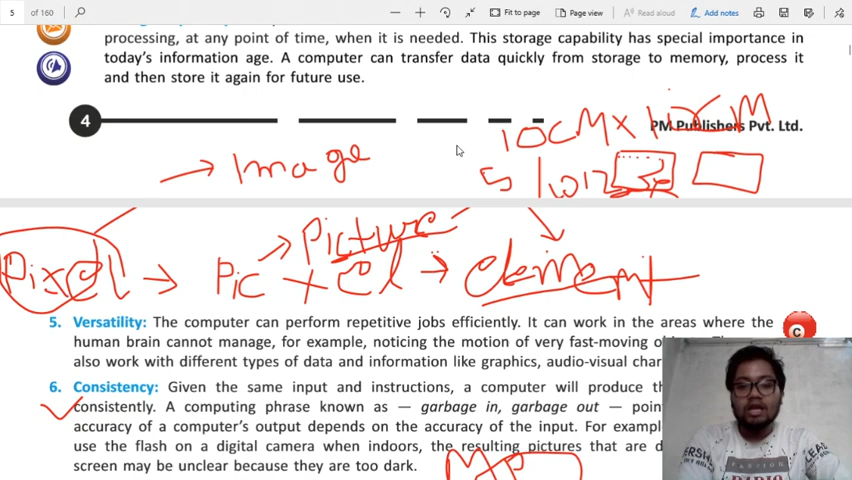 5 of 160 Fit to page Page view Read aloud Add notes
processing, at any point of time, when it is needed. This storage capability has special importance in
today's information age. A computer can transfer data quickly from storage to memory, process it
and then store it again for future use.
4 PM Publishers Pvt. Ltd.
10CM X 10CM
→ Image
5
Picture
Pixel → Pic + El → element
5. Versatility: The computer can perform repetitive jobs efficiently. It can work in the areas where the
human brain cannot manage, for example, noticing the motion of very fast-moving
also work with different types of data and information like graphics, audio-visual
C
6. Consistency: Given the same input and instructions, a computer will produce
consistently. A computing phrase known as — garbage in, garbage out —
accuracy of a computer's output depends on the accuracy of the input. For
use the flash on a digital camera when indoors, the resulting pictures that are
screen may be unclear because they are too dark.
MP